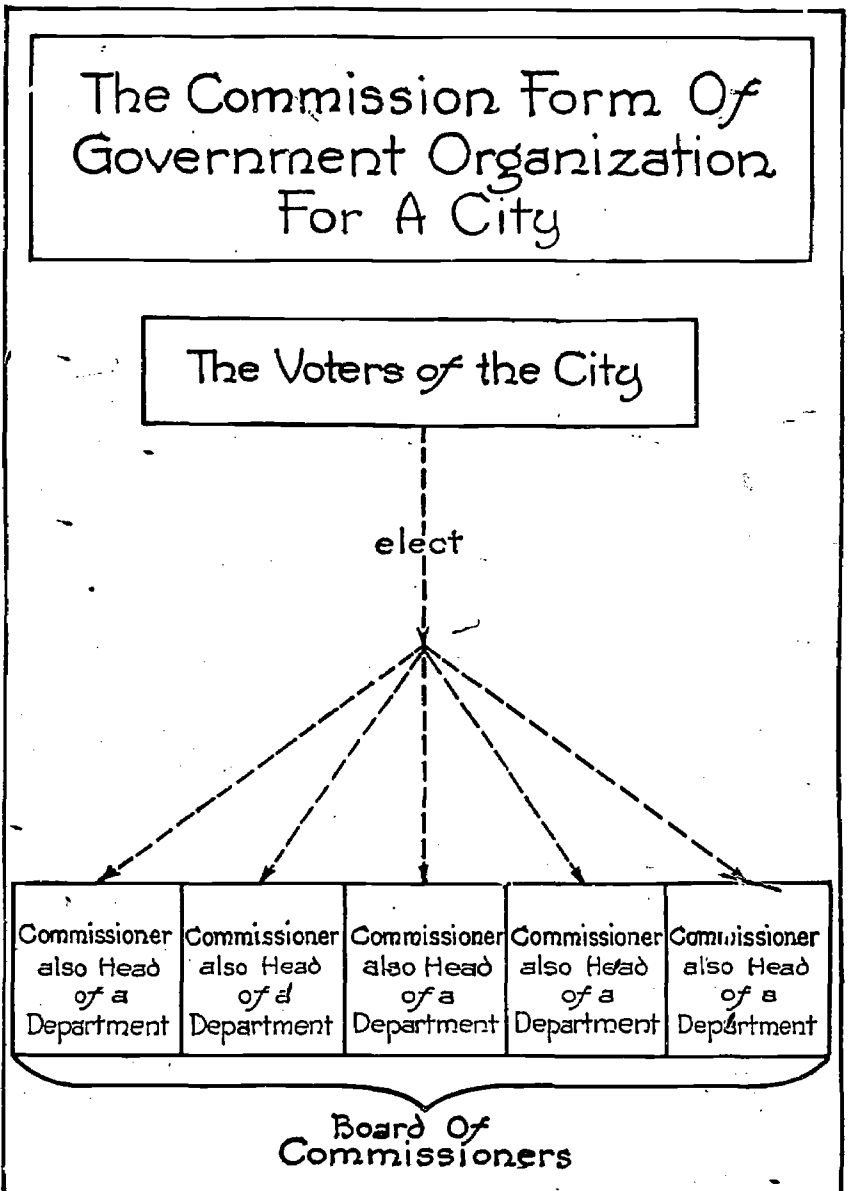 The Commission Form Of
Government Organization
For A City
The Voters of the City
elect
Commissioner
also Head
of a
Department
Commissioner
also Head
of a
Department
Commissioner
also Head
of a
Department
Commissioner
also Head
of a
Department
Commissioner
also Head
of a
Department
Board Of
Commissioners